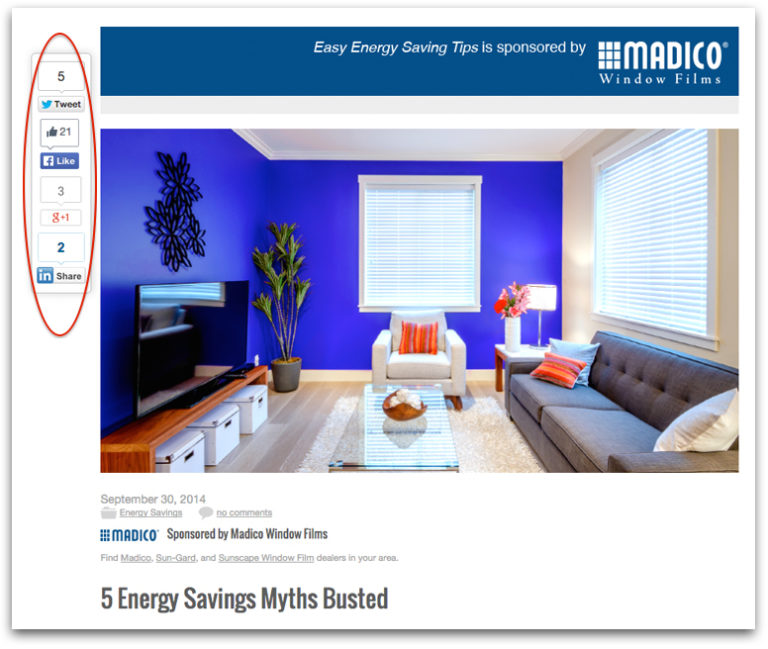 Easy Energy Saving Tips is sponsored by MADICO®
Window Films
5
Tweet
21
Like
3
g+1
2
in Share
September 30, 2014
Energy Savings no comments
MADICO® Sponsored by Madico Window Films
Find Madico, Sun-Gard, and Sunscape Window Film dealers in your area.
5 Energy Savings Myths Busted